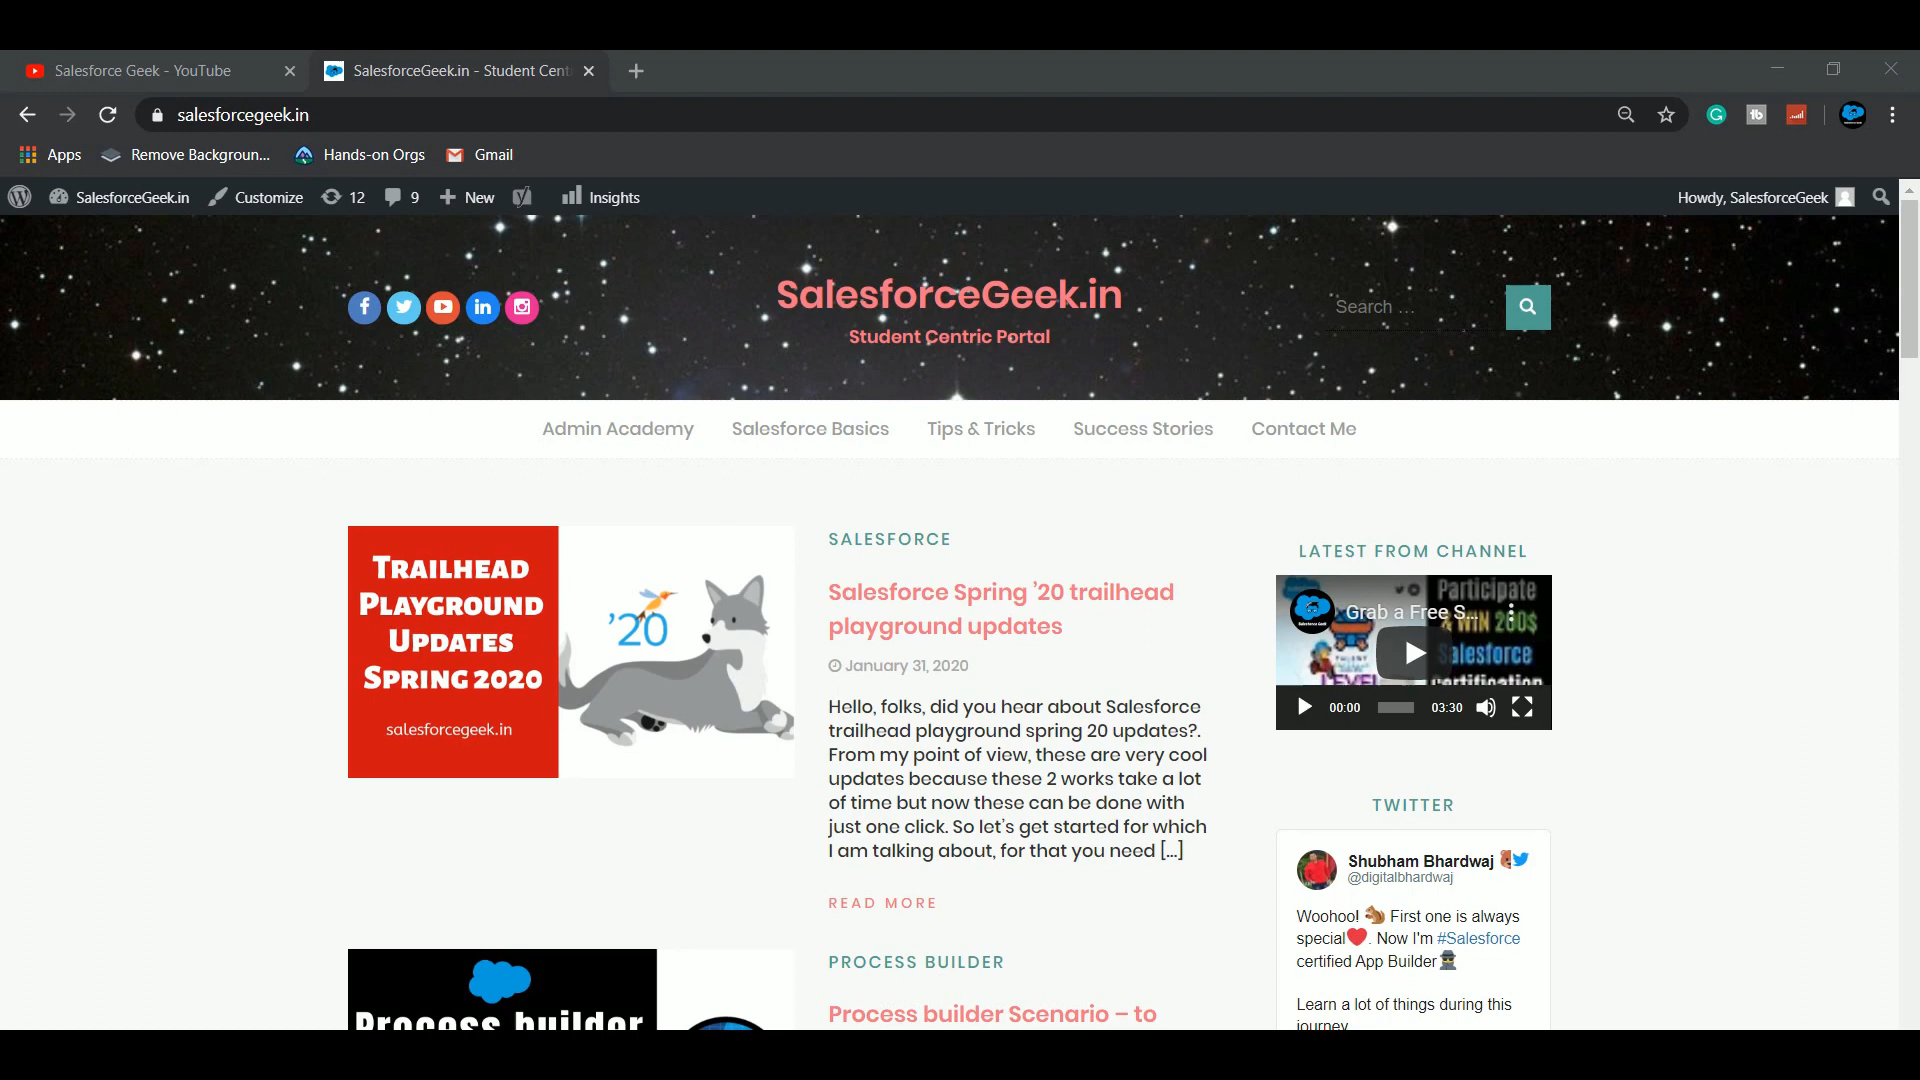 Salesforce Geek - YouTube
SalesforceGeek.in - Student Cent
salesforcegeek.in
Apps
Remove Backgroun...
Hands-on Orgs
Gmail
SalesforceGeek.in
Customize
12
9
New
Insights
Howdy, SalesforceGeek
SalesforceGeek.in
Student Centric Portal
Search ...
Admin Academy
Salesforce Basics
Tips & Tricks
Success Stories
Contact Me
TRAILHEAD
PLAYGROUND
UPDATES
SPRING 2020
salesforcegeek.in
'20
SALESFORCE
Salesforce Spring '20 trailhead
playground updates
January 31, 2020
Hello, folks, did you hear about Salesforce
trailhead playground spring 20 updates?.
From my point of view, these are very cool
updates because these 2 works take a lot
of time but now these can be done with
just one click. So let's get started for which
I am talking about, for that you need [...]
READ MORE
PROCESS BUILDER
Process builder Scenario – to
Process builder
LATEST FROM CHANNEL
Grab a Free S...
Participate
& WIN 200$
Salesforce
Certification
LEVEL
00:00
03:30
TWITTER
Shubham Bhardwaj
@digitalbhardwaj
Woohoo! 🐿️ First one is always
special❤️. Now I'm #Salesforce
certified App Builder
Learn a lot of things during this
journey